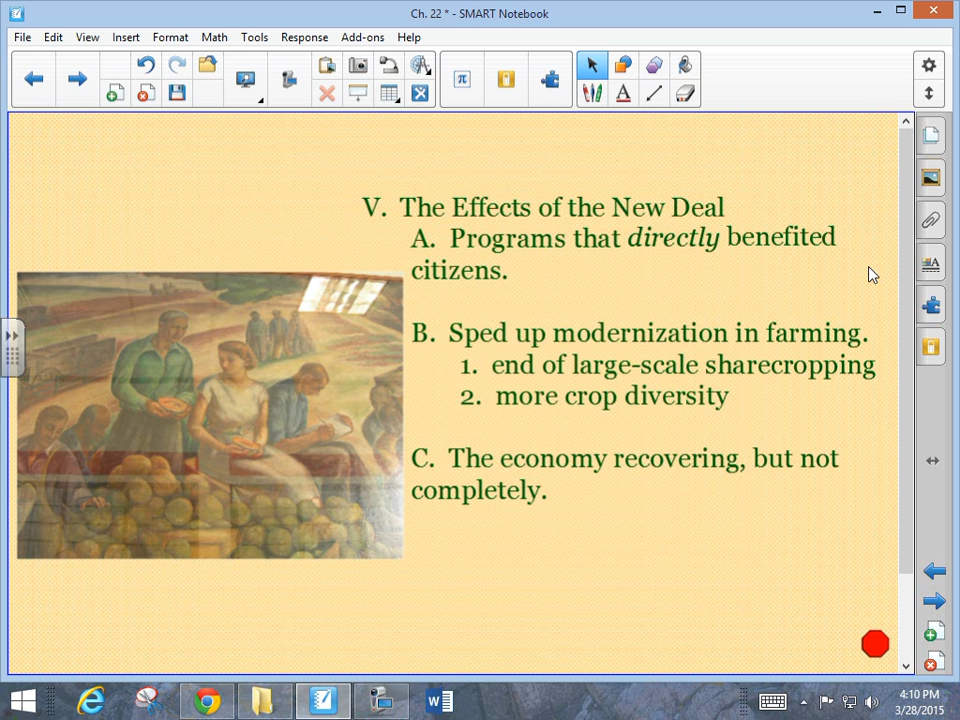 Ch. 22 * - SMART Notebook
File Edit View Insert Format Math Tools Response Add-ons Help
V. The Effects of the New Deal
A. Programs that directly benefited
citizens.
B. Sped up modernization in farming.
1. end of large-scale sharecropping
2. more crop diversity
C. The economy recovering, but not
completely.
4:10 PM
3/28/2015